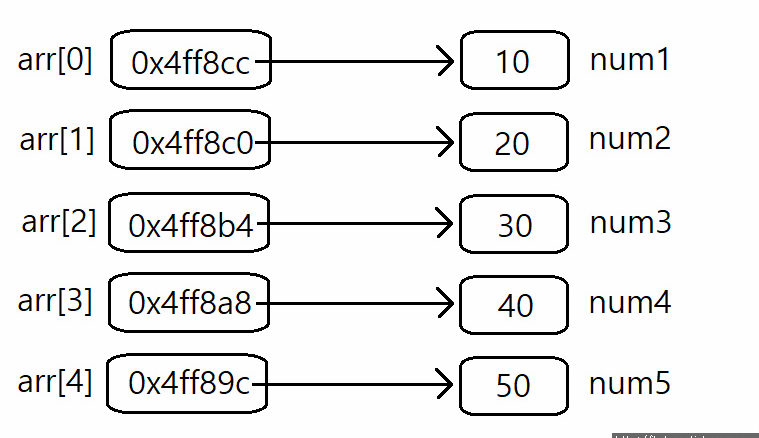 arr[0] 0x4ff8cc 10 num1
arr[1] 0x4ff8c0 20 num2
arr[2] 0x4ff8b4 30 num3
arr[3] 0x4ff8a8 40 num4
arr[4] 0x4ff89c 50 num5